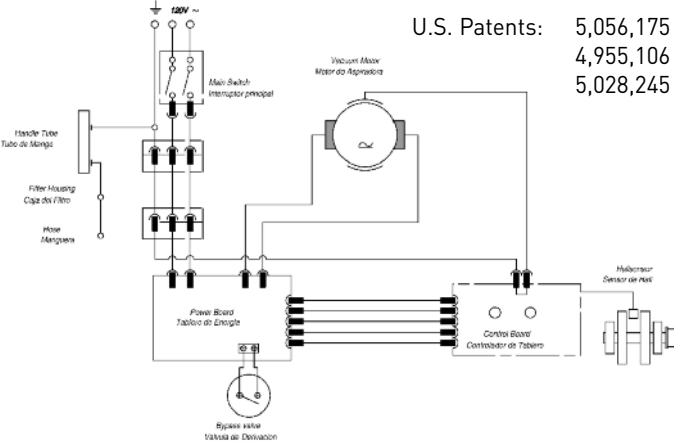 120V ~
U.S. Patents: 5,056,175
4,955,106
5,028,245
Vacuum Motor
Motor do Aspiradora
Main Switch
Interruptor principal
Handle Tube
Tubo de Mango
Filter Housing
Caja del Filtro
Hose
Manguera
Hallsensor
Sensor de Hall
Power Board
Tablero de Energia
Control Board
Controlador de Tablero
Bypass valve
Valvula de Derivacion